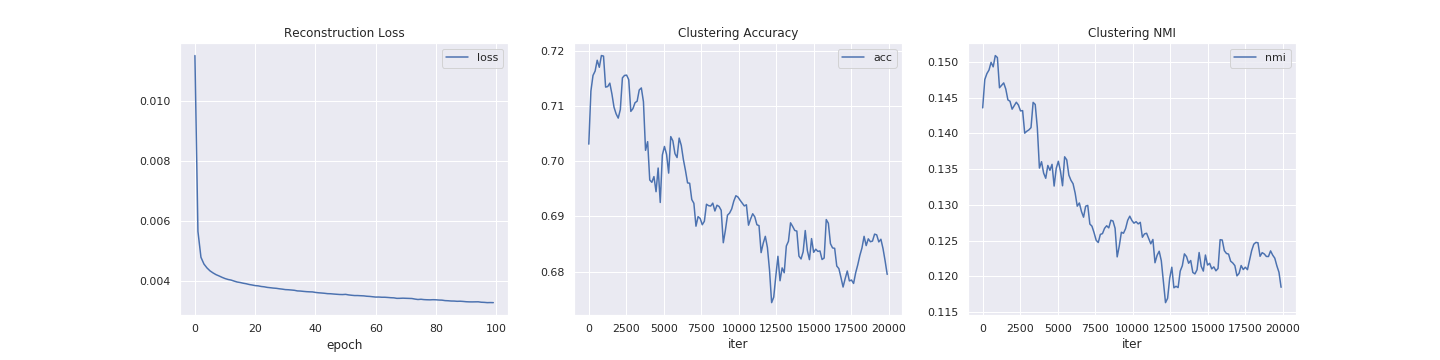 Reconstruction Loss
loss
0.010
0.008
0.006
0.004
0 20 40 60 80 100
epoch
Clustering Accuracy
acc
0.72
0.71
0.70
0.69
0.68
0 2500 5000 7500 10000 12500 15000 17500 20000
iter
Clustering NMI
nmi
0.150
0.145
0.140
0.135
0.130
0.125
0.120
0.115
0 2500 5000 7500 10000 12500 15000 17500 20000
iter